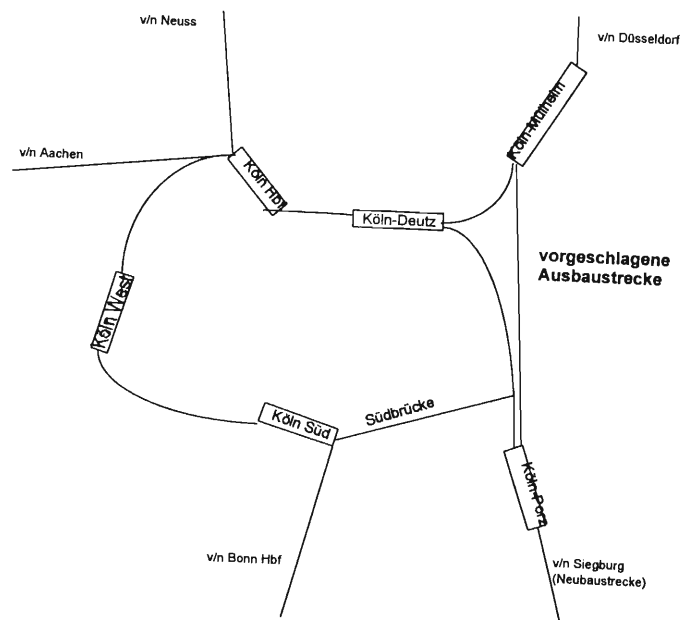 v/n Neuss
v/n Düsseldorf
Köln-Mülheim
v/n Aachen
Köln Hbf
Köln-Deutz
vorgeschlagene
Ausbaustrecke
Köln West
Köln Süd
Südbrücke
Köln-Porz
v/n Bonn Hbf
v/n Siegburg
(Neubaustrecke)